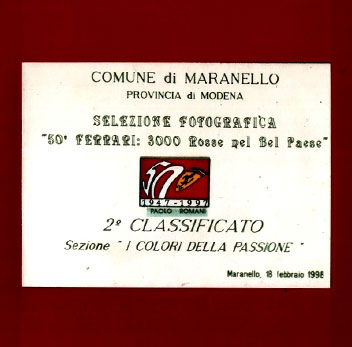 COMUNE di MARANELLO
PROVINCIA di MODENA
SELEZIONE FOTOGRAFICA
"50° FERRARI: 3000 Rosse nel Bel Paese"
1947-1997
PAOLO ROMANI
2° CLASSIFICATO
Sezione " I COLORI DELLA PASSIONE "
Maranello, 18 febbraio 1998